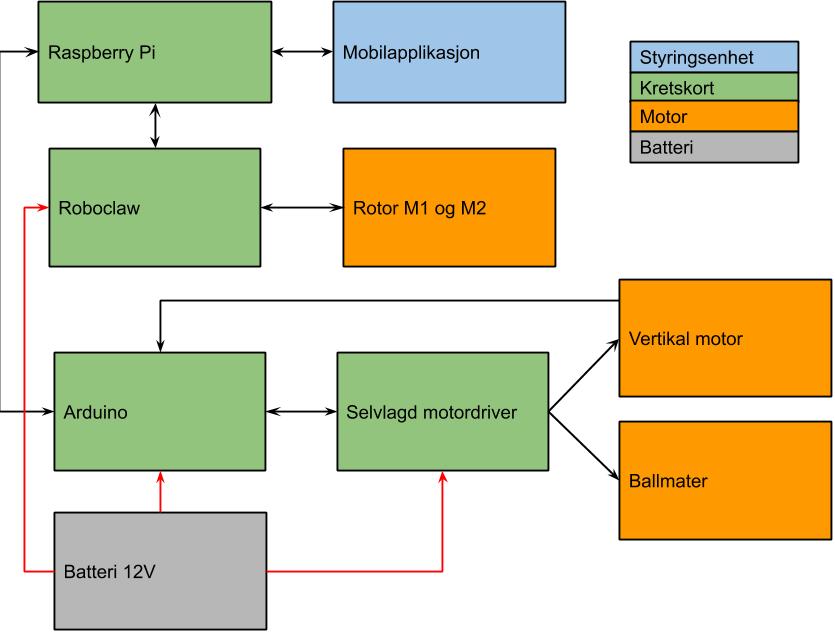 Raspberry Pi
Mobilapplikasjon
Styringsenhet
Kretskort
Motor
Batteri
Roboclaw
Rotor M1 og M2
Vertikal motor
Arduino
Selvlagd motordriver
Ballmater
Batteri 12V